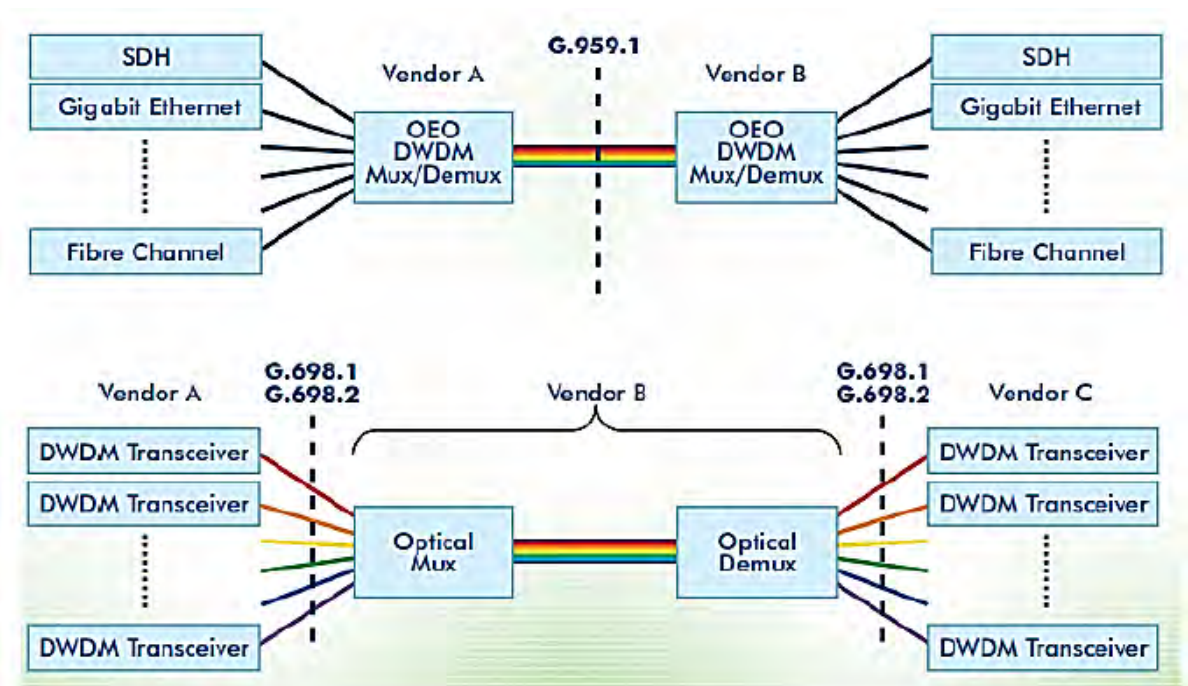 G.959.1
SDH
Vendor A
Vendor B
SDH
Gigabit Ethernet
OEO
DWDM
Mux/Demux
OEO
DWDM
Mux/Demux
Gigabit Ethernet
Fibre Channel
Fibre Channel
G.698.1
G.698.2
G.698.1
G.698.2
Vendor A
Vendor B
Vendor C
DWDM Transceiver
DWDM Transceiver
DWDM Transceiver
DWDM Transceiver
Optical
Mux
Optical
Demux
DWDM Transceiver
DWDM Transceiver